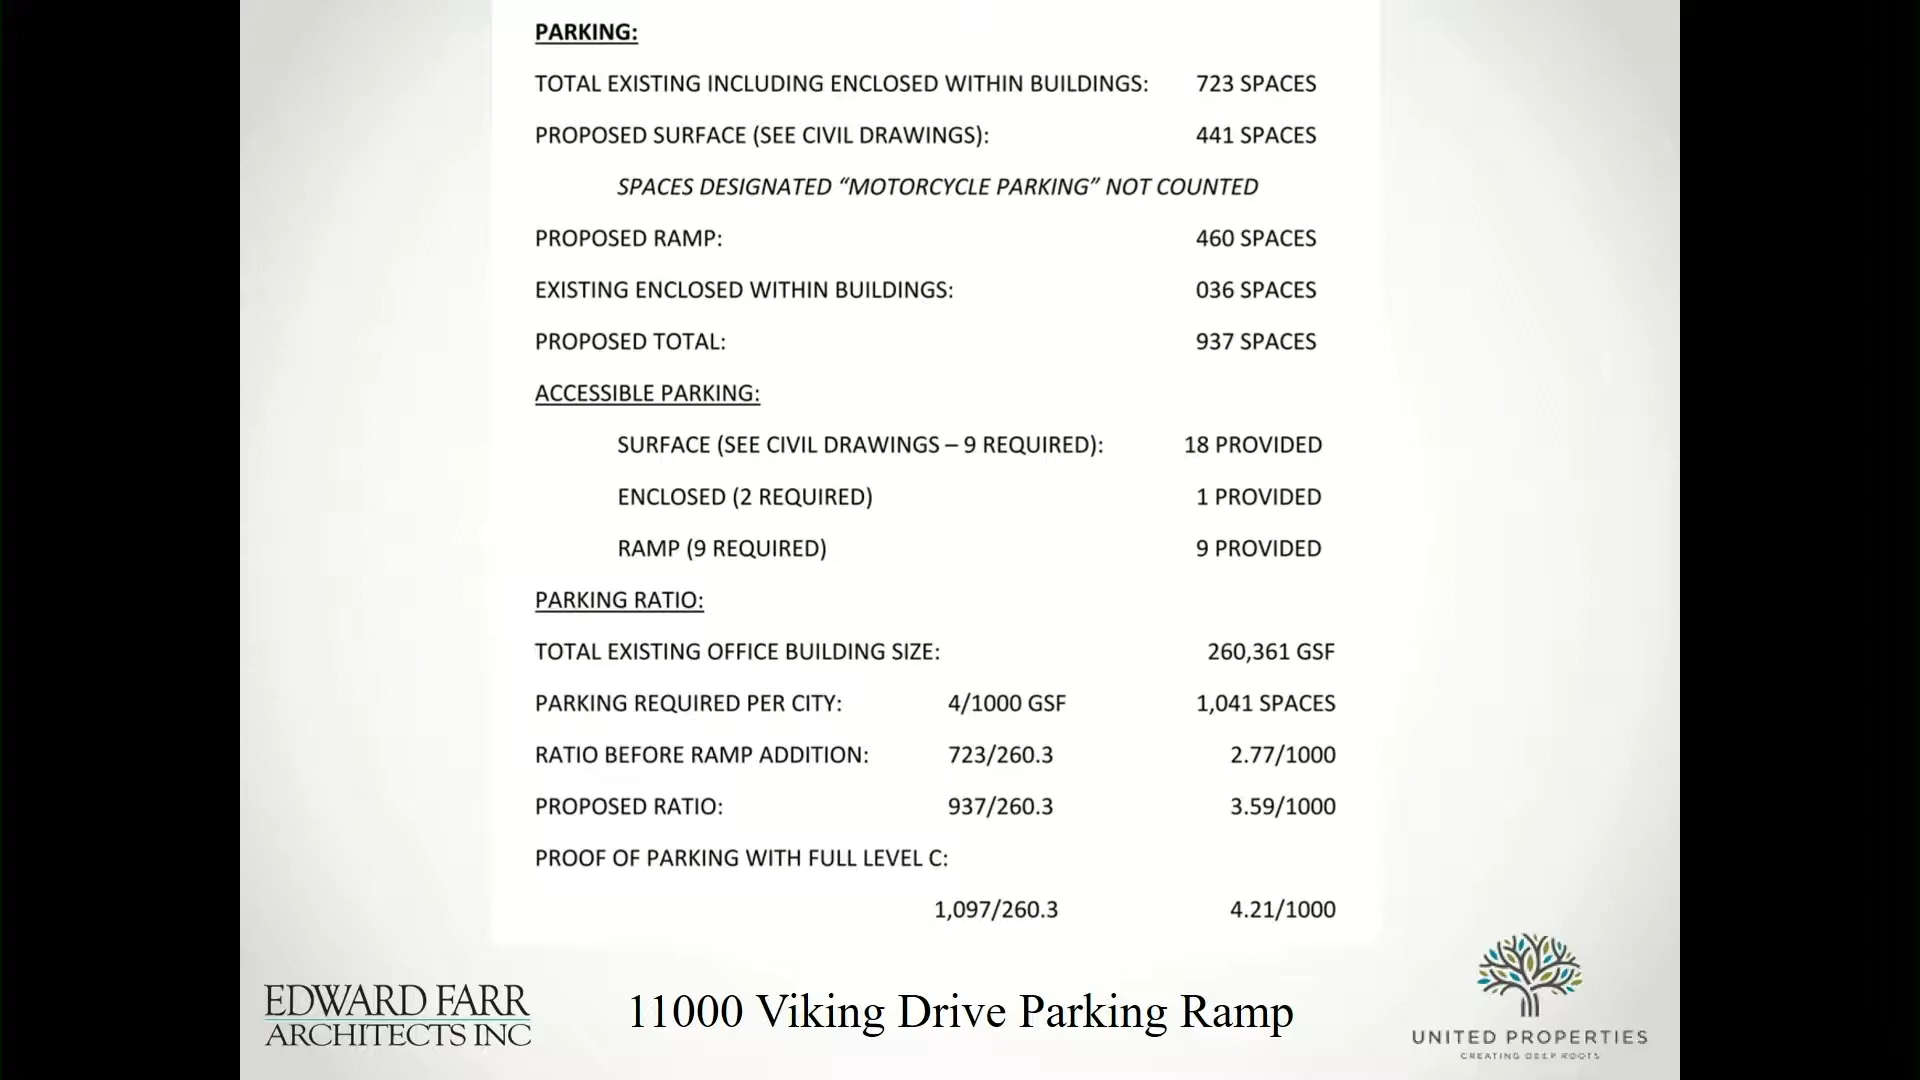 PARKING:
TOTAL EXISTING INCLUDING ENCLOSED WITHIN BUILDINGS: 723 SPACES
PROPOSED SURFACE (SEE CIVIL DRAWINGS): 441 SPACES
SPACES DESIGNATED “MOTORCYCLE PARKING” NOT COUNTED
PROPOSED RAMP: 460 SPACES
EXISTING ENCLOSED WITHIN BUILDINGS: 036 SPACES
PROPOSED TOTAL: 937 SPACES
ACCESSIBLE PARKING:
SURFACE (SEE CIVIL DRAWINGS – 9 REQUIRED): 18 PROVIDED
ENCLOSED (2 REQUIRED) 1 PROVIDED
RAMP (9 REQUIRED) 9 PROVIDED
PARKING RATIO:
TOTAL EXISTING OFFICE BUILDING SIZE: 260,361 GSF
PARKING REQUIRED PER CITY: 4/1000 GSF 1,041 SPACES
RATIO BEFORE RAMP ADDITION: 723/260.3 2.77/1000
PROPOSED RATIO: 937/260.3 3.59/1000
PROOF OF PARKING WITH FULL LEVEL C:
1,097/260.3 4.21/1000
EDWARD FARR
ARCHITECTS INC
11000 Viking Drive Parking Ramp
UNITED PROPERTIES
CREATING DEEP ROOTS